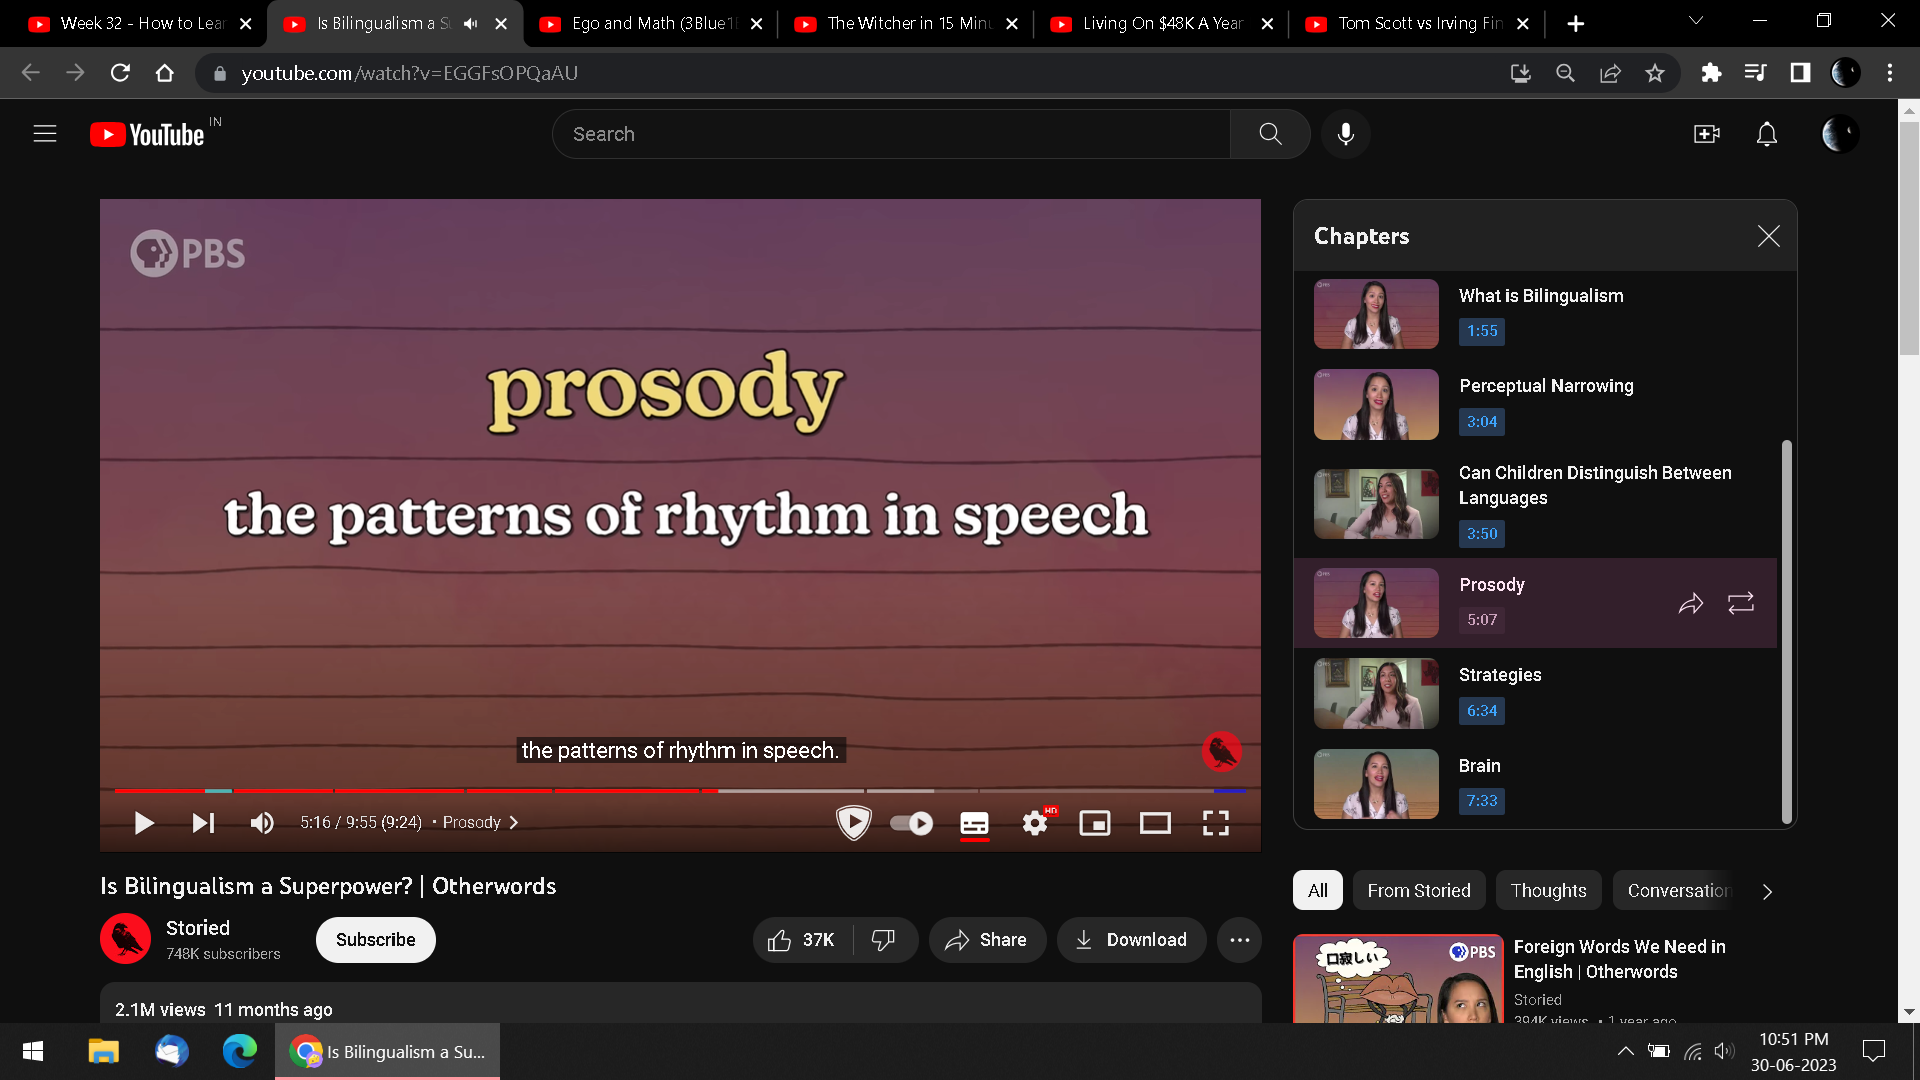 Week 32 - How to Lear
Is Bilingualism a Su
Ego and Math (3Blue1B
The Witcher in 15 Minu
Living On $48K A Year
Tom Scott vs Irving Fin
youtube.com/watch?v=EGGFsOPQaAU
YouTube IN
Search
PBS
prosody
the patterns of rhythm in speech
the patterns of rhythm in speech.
5:16 / 9:55 (9:24) • Prosody
HD
Chapters
What is Bilingualism
1:55
Perceptual Narrowing
3:04
Can Children Distinguish Between
Languages
3:50
Prosody
5:07
Strategies
6:34
Brain
7:33
Is Bilingualism a Superpower? | Otherwords
Storied
748K subscribers
Subscribe
37K
Share
Download
2.1M views 11 months ago
All
From Storied
Thoughts
Conversation
口寂しい
PBS
Foreign Words We Need in
English | Otherwords
Storied
394K views • 1 year ago
Is Bilingualism a Su...
10:51 PM
30-06-2023